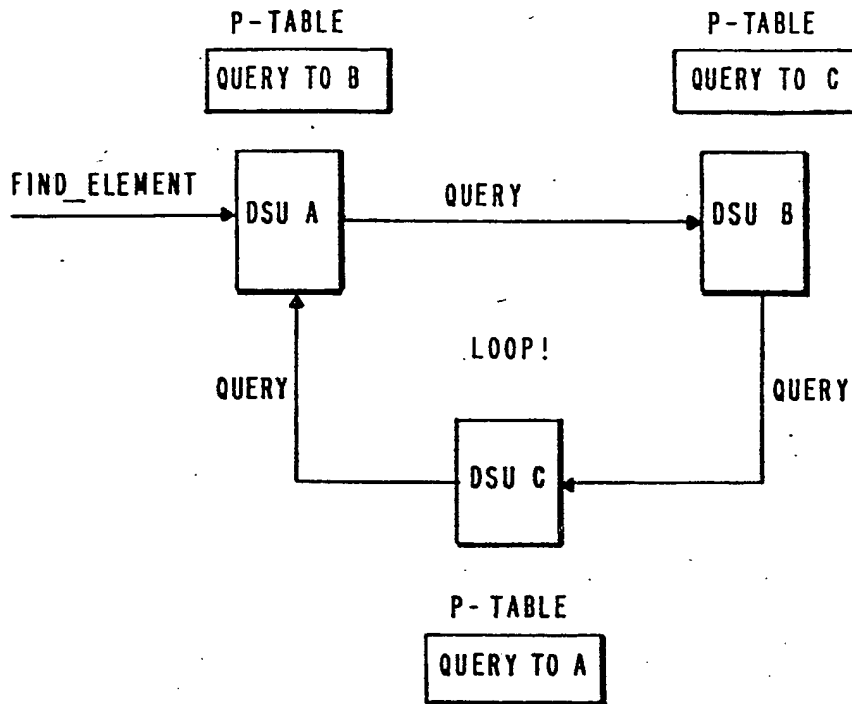 P-TABLE
QUERY TO B
P-TABLE
QUERY TO C
FIND_ELEMENT
DSU A
QUERY
DSU B
LOOP!
QUERY
QUERY
DSU C
P-TABLE
QUERY TO A